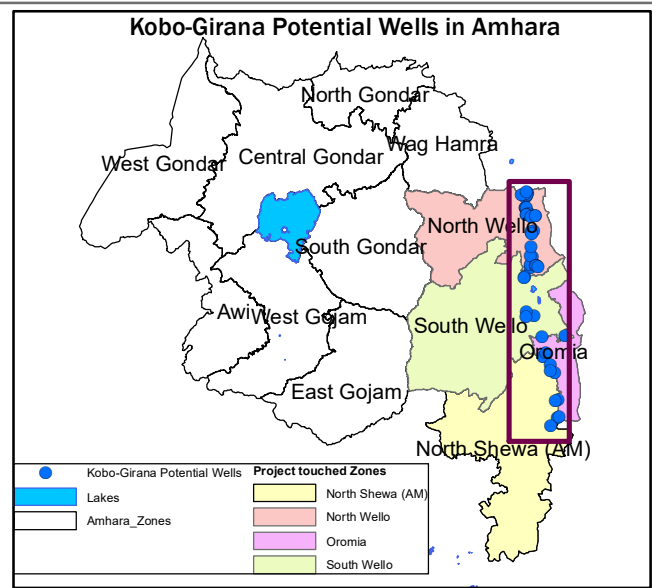 Kobo-Girana Potential Wells in Amhara
North Gondar
Wag Hamra
West Gondar
Central Gondar
North Wello
South Gondar
Awi
West Gojam
South Wello
Oromia
East Gojam
North Shewa (AM)
Kobo-Girana Potential Wells
Lakes
Amhara_Zones
Project touched Zones
North Shewa (AM)
North Wello
Oromia
South Wello